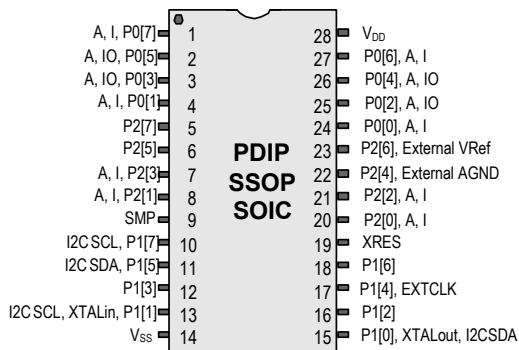 A, I, P0[7] 1 28 VDD
A, IO, P0[5] 2 27 P0[6], A, I
A, IO, P0[3] 3 26 P0[4], A, IO
A, I, P0[1] 4 25 P0[2], A, IO
P2[7] 5 24 P0[0], A, I
P2[5] 6 PDIP 23 P2[6], External VRef
A, I, P2[3] 7 SSOP 22 P2[4], External AGND
A, I, P2[1] 8 SOIC 21 P2[2], A, I
SMP 9 20 P2[0], A, I
I2C SCL, P1[7] 10 19 XRES
I2C SDA, P1[5] 11 18 P1[6]
P1[3] 12 17 P1[4], EXTCLK
I2C SCL, XTALin, P1[1] 13 16 P1[2]
VSS 14 15 P1[0], XTALout, I2CSDA